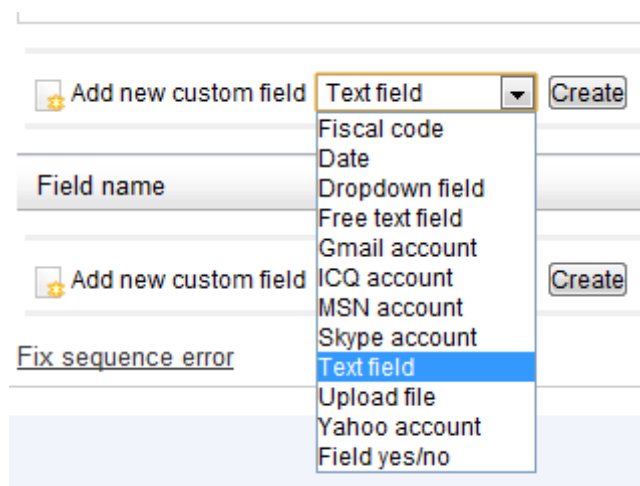 Add new custom field Text field Create
Fiscal code
Date
Dropdown field
Free text field
Gmail account
ICQ account
MSN account
Skype account
Text field
Upload file
Yahoo account
Field yes/no
Field name
Add new custom field Create
Fix sequence error